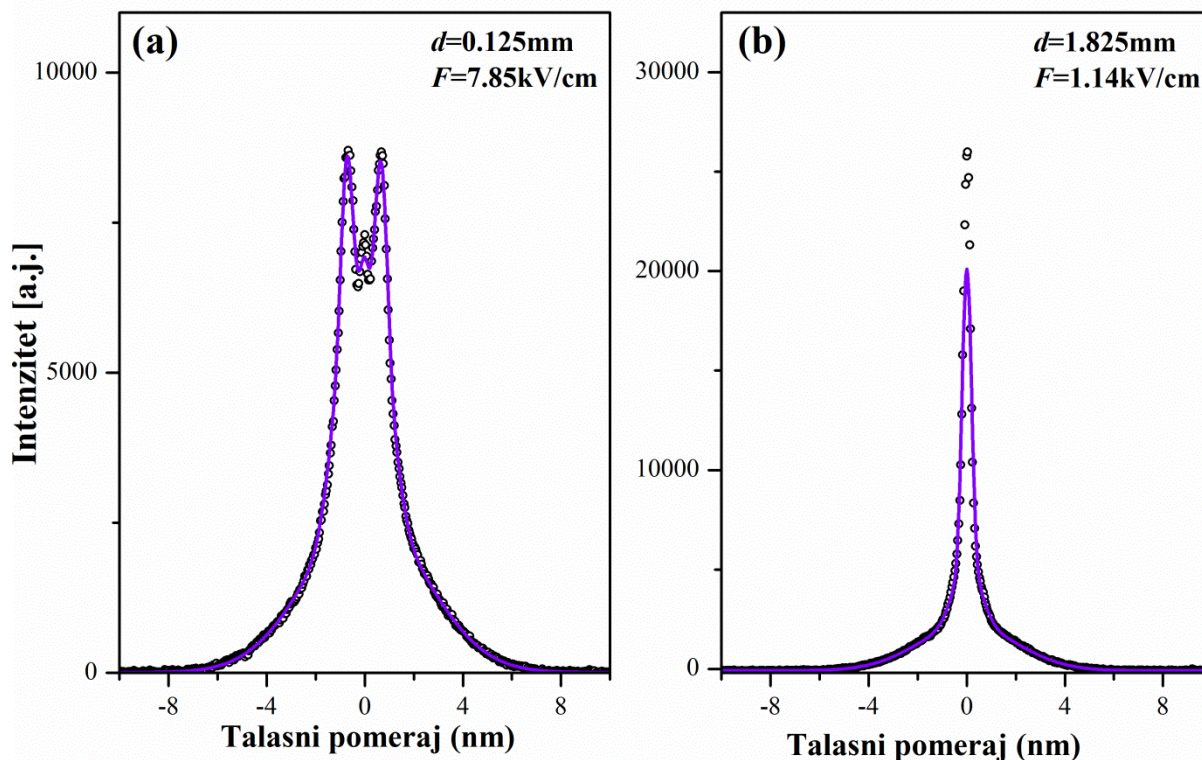 (a)
d=0.125mm
F=7.85kV/cm
10000
5000
0
-8 -4 0 4 8
Talasni pomeraj (nm)
Intenzitet [a.j.]
(b)
d=1.825mm
F=1.14kV/cm
30000
20000
10000
0
-8 -4 0 4 8
Talasni pomeraj (nm)